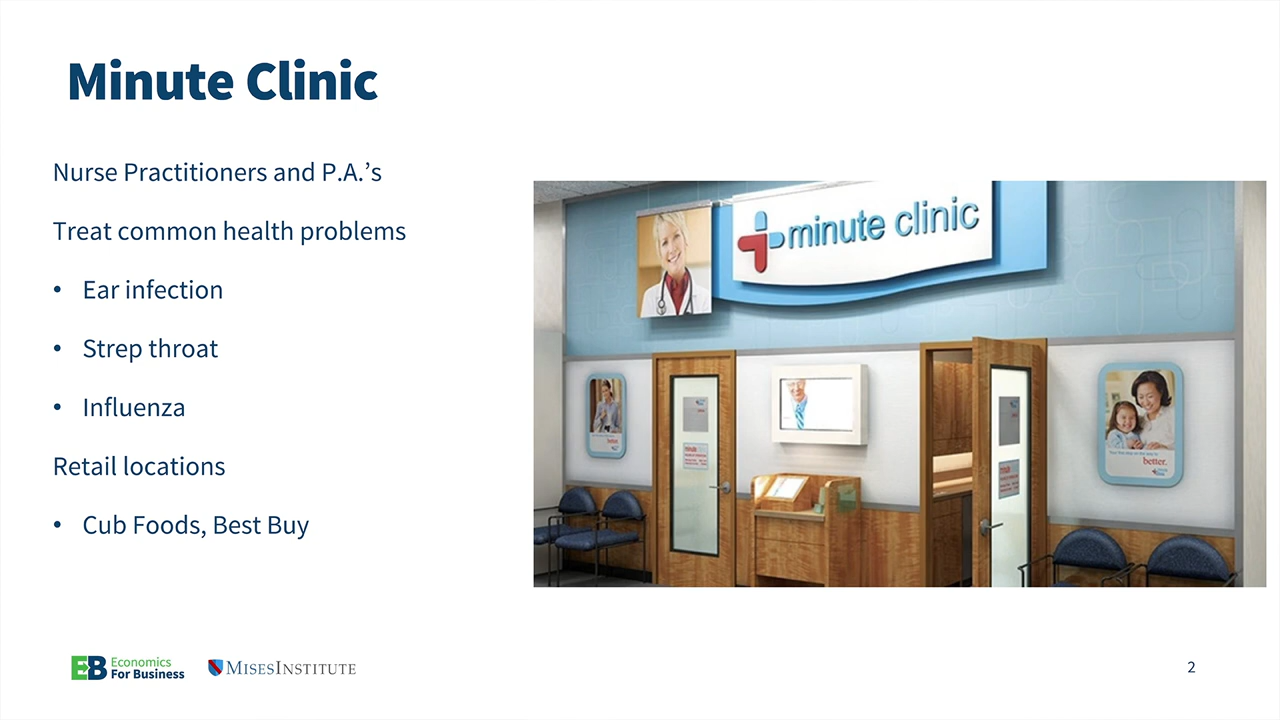 Minute Clinic
Nurse Practitioners and P.A.’s
Treat common health problems
• Ear infection
• Strep throat
• Influenza
Retail locations
• Cub Foods, Best Buy
minute clinic
better.
EB Economics
For Business
MISESINSTITUTE
2